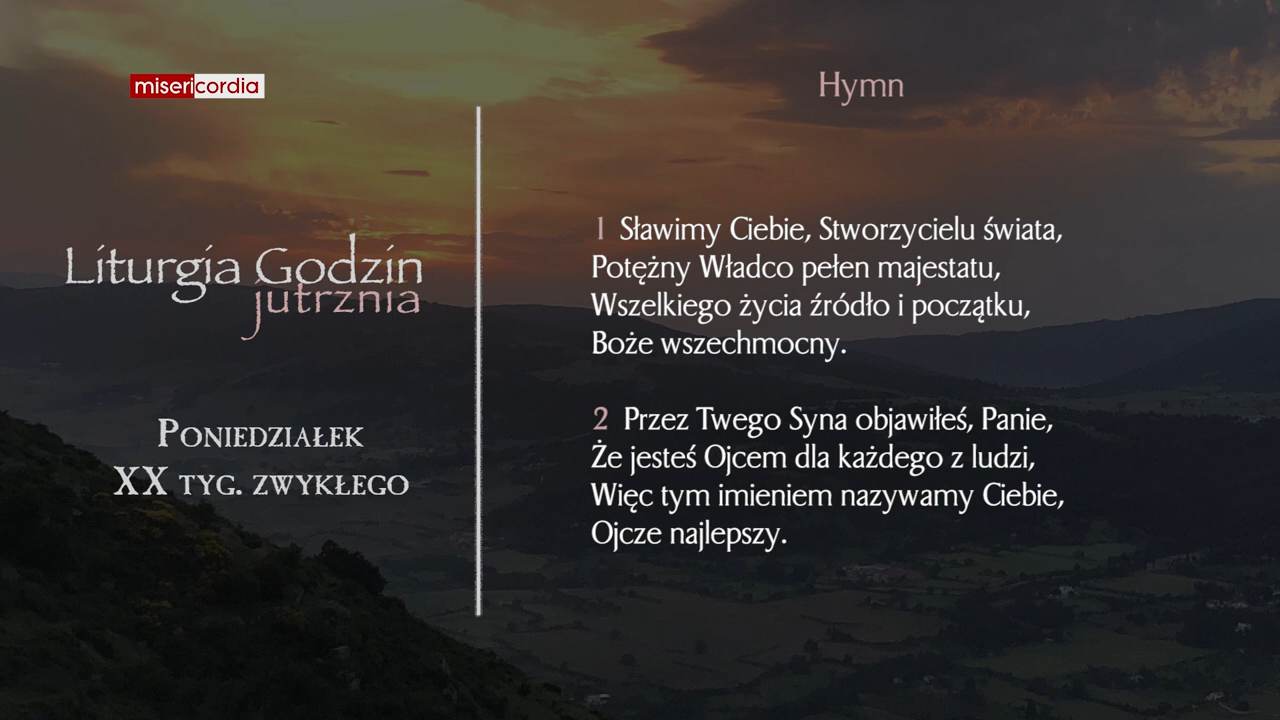 misericordia
Liturgia Godzin
jutrznia
Poniedziałek
XX tyg. zwykłego
Hymn
1 Sławimy Ciebie, Stworzycielu świata,
Potężny Władco pełen majestatu,
Wszelkiego życia źródło i początku,
Boże wszechmocny.
2 Przez Twego Syna objawiłeś, Panie,
Że jesteś Ojcem dla każdego z ludzi,
Więc tym imieniem nazywamy Ciebie,
Ojcze najlepszy.